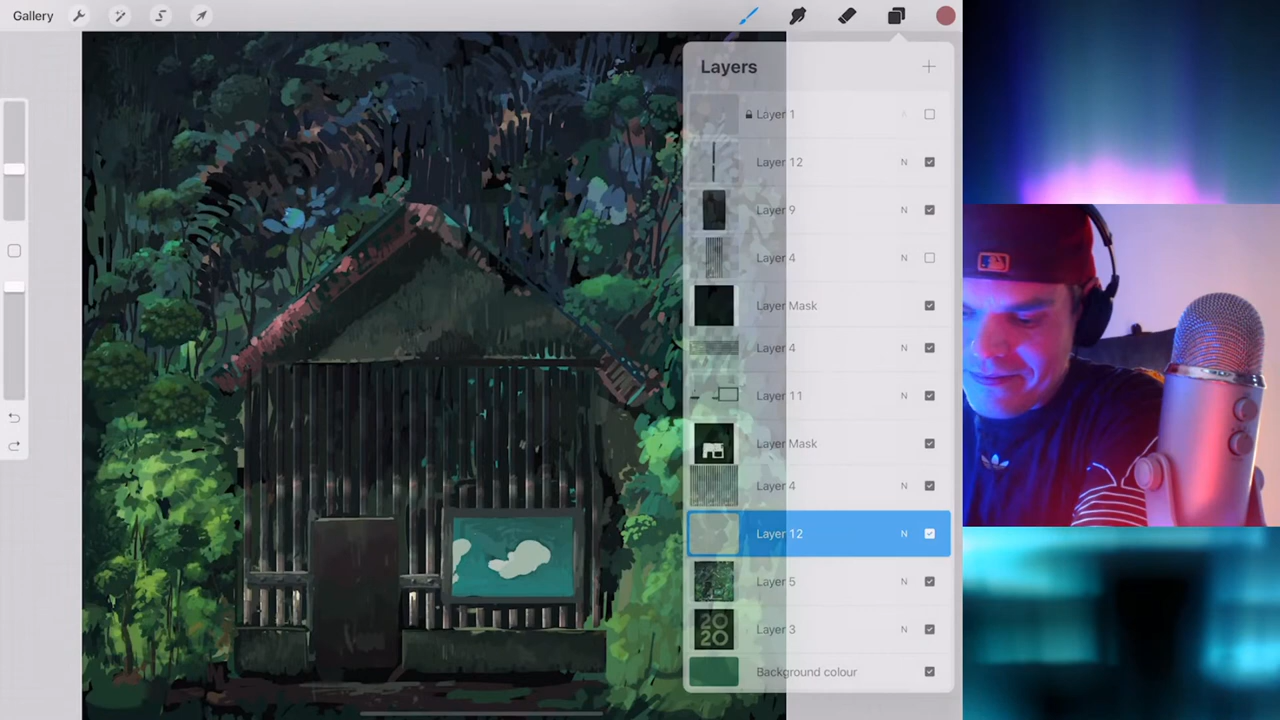 Gallery
Layers
Layer 1
Layer 12
N
Layer 9
N
Layer 4
N
Layer Mask
Layer 4
N
Layer 11
N
Layer Mask
Layer 4
N
Layer 12
N
Layer 5
N
20
20
Layer 3
N
Background colour